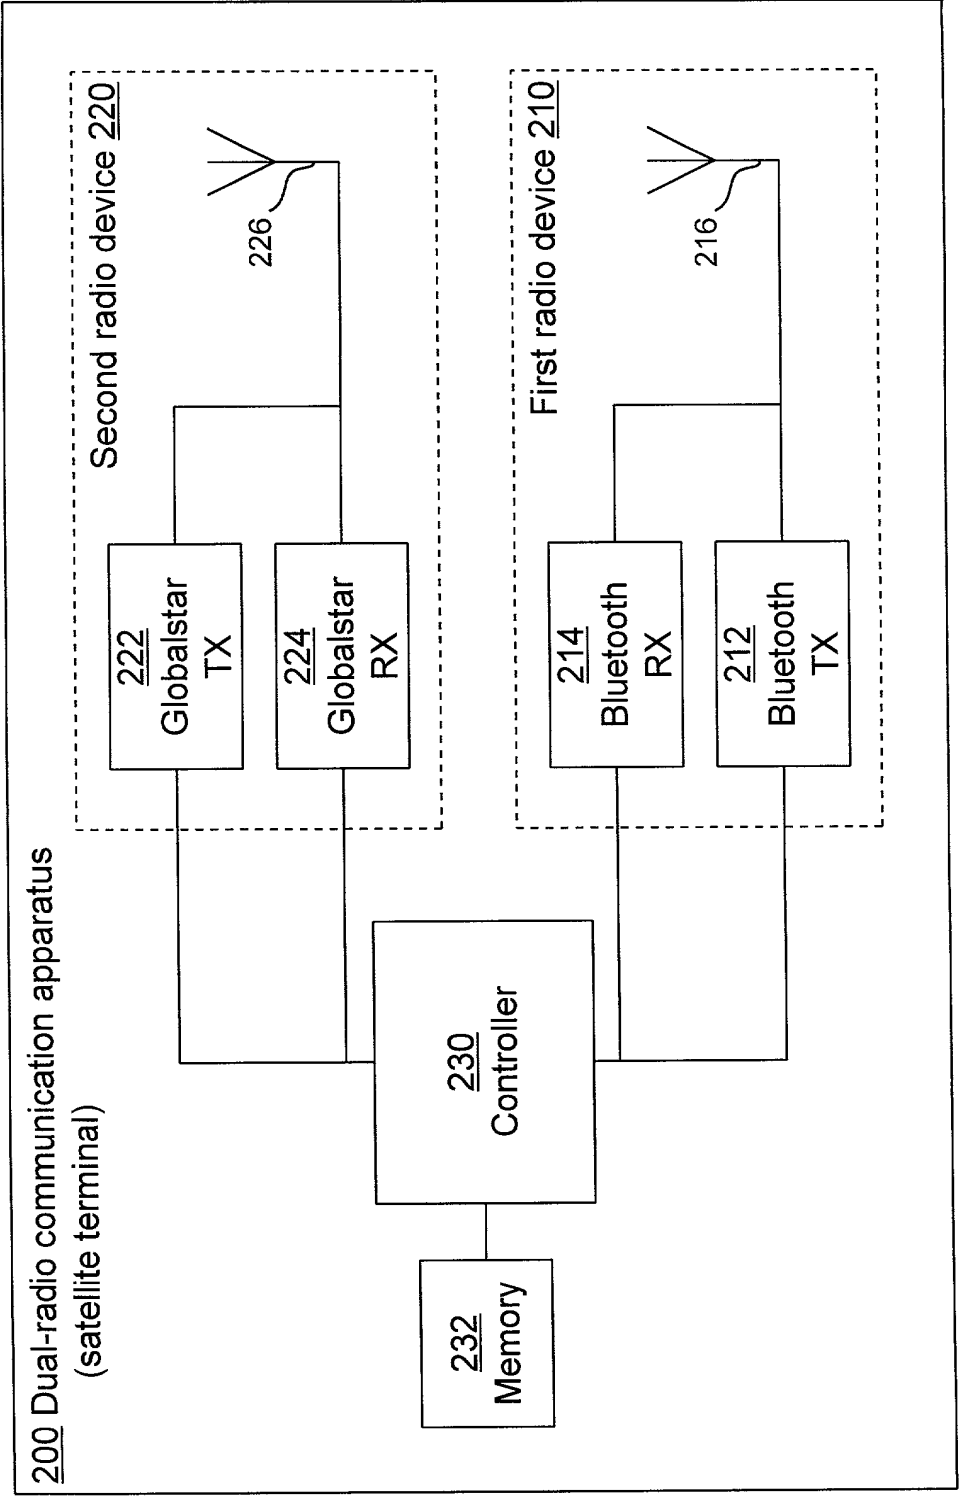 200 Dual-radio communication apparatus
(satellite terminal)
Second radio device 220
222
Globalstar
TX
224
Globalstar
RX
226
First radio device 210
214
Bluetooth
RX
212
Bluetooth
TX
216
230
Controller
232
Memory